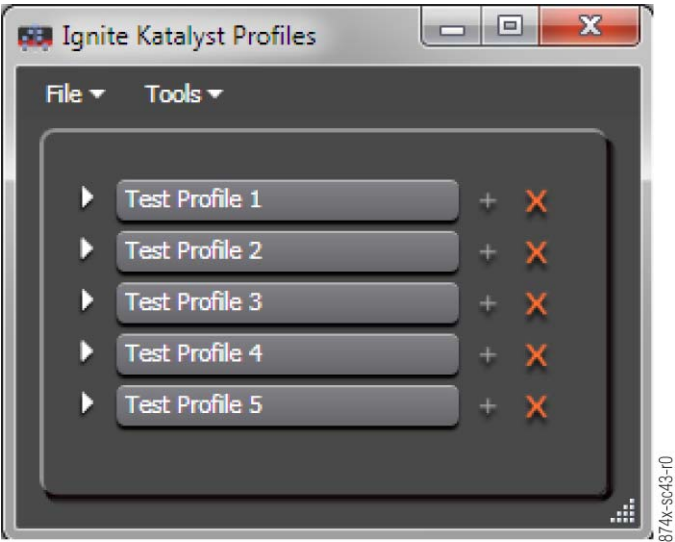 Ignite Katalyst Profiles
File Tools
Test Profile 1
Test Profile 2
Test Profile 3
Test Profile 4
Test Profile 5
874x-sc43-r0